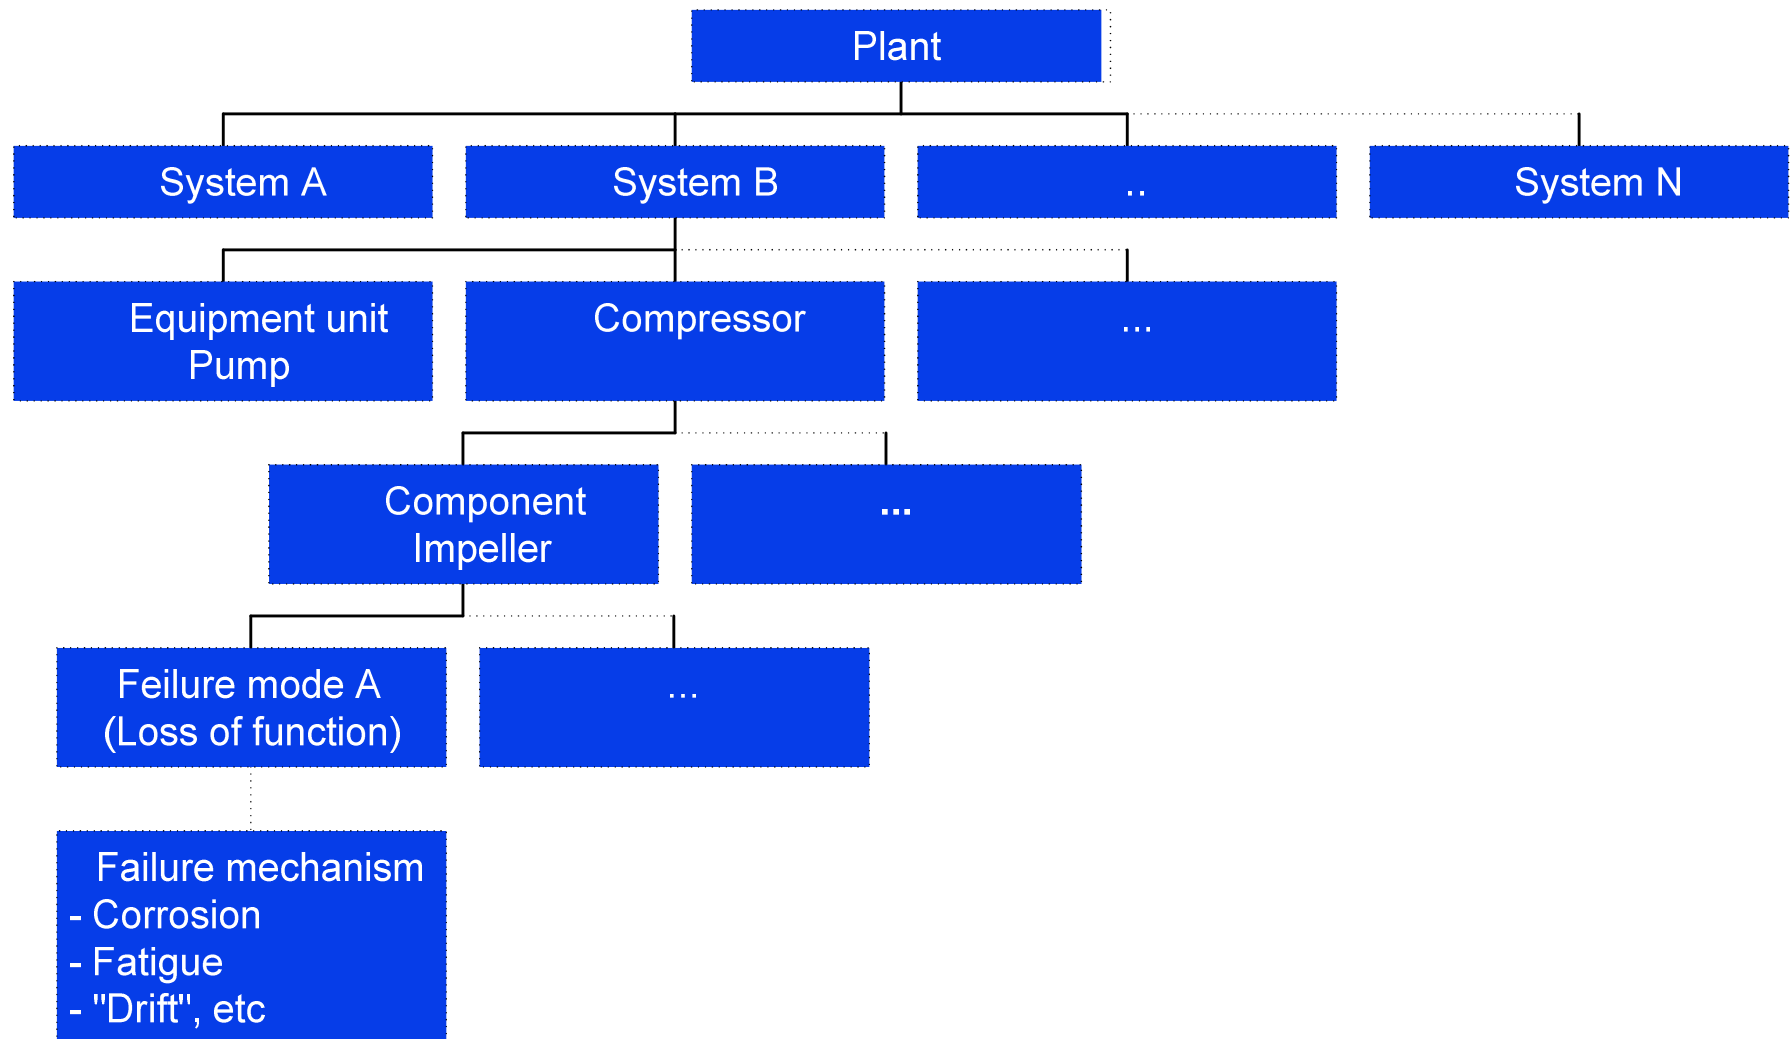 Plant
System A
System B
..
System N
Equipment unit
Pump
Compressor
...
Component
Impeller
...
Feilure mode A
(Loss of function)
...
Failure mechanism
- Corrosion
- Fatigue
- "Drift", etc